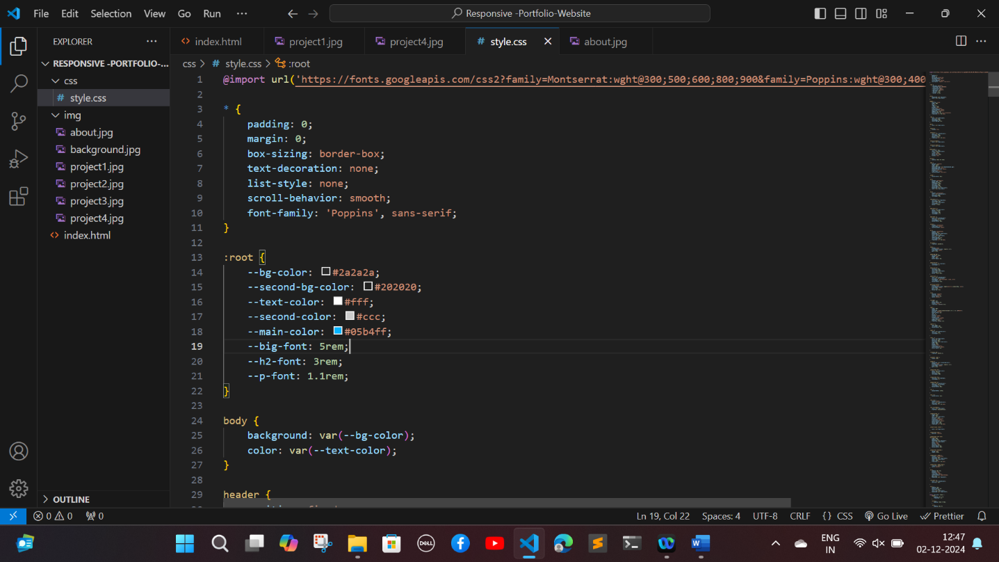 File Edit Selection View Go Run ··· Responsive -Portfolio-Website
EXPLORER ···
index.html project1.jpg project4.jpg # style.css about.jpg
RESPONSIVE -PORTFOLIO-...
css
# style.css
img
about.jpg
background.jpg
project1.jpg
project2.jpg
project3.jpg
project4.jpg
index.html
OUTLINE
css > # style.css > :root
1 @import url('https://fonts.googleapis.com/css2?family=Montserrat:wght@300;500;600;800;900&family=Poppins:wght@300;400
2
3 * {
4 padding: 0;
5 margin: 0;
6 box-sizing: border-box;
7 text-decoration: none;
8 list-style: none;
9 scroll-behavior: smooth;
10 font-family: 'Poppins', sans-serif;
11 }
12
13 :root {
14 --bg-color: #2a2a2a;
15 --second-bg-color: #202020;
16 --text-color: #fff;
17 --second-color: #ccc;
18 --main-color: #05b4ff;
19 --big-font: 5rem;
20 --h2-font: 3rem;
21 --p-font: 1.1rem;
22 }
23
24 body {
25 background: var(--bg-color);
26 color: var(--text-color);
27 }
28
29 header {
0 0 0 Ln 19, Col 22 Spaces: 4 UTF-8 CRLF {} CSS Go Live Prettier
DELL
ENG 12:47
IN 02-12-2024